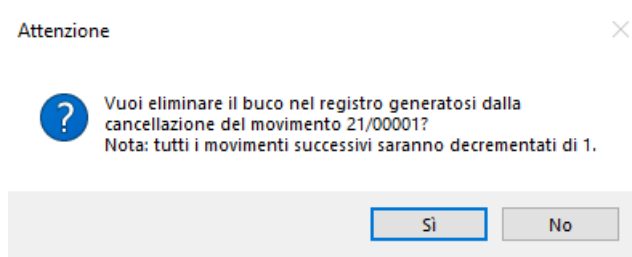 Attenzione
Vuoi eliminare il buco nel registro generatosi dalla
cancellazione del movimento 21/00001?
Nota: tutti i movimenti successivi saranno decrementati di 1.
Sì
No